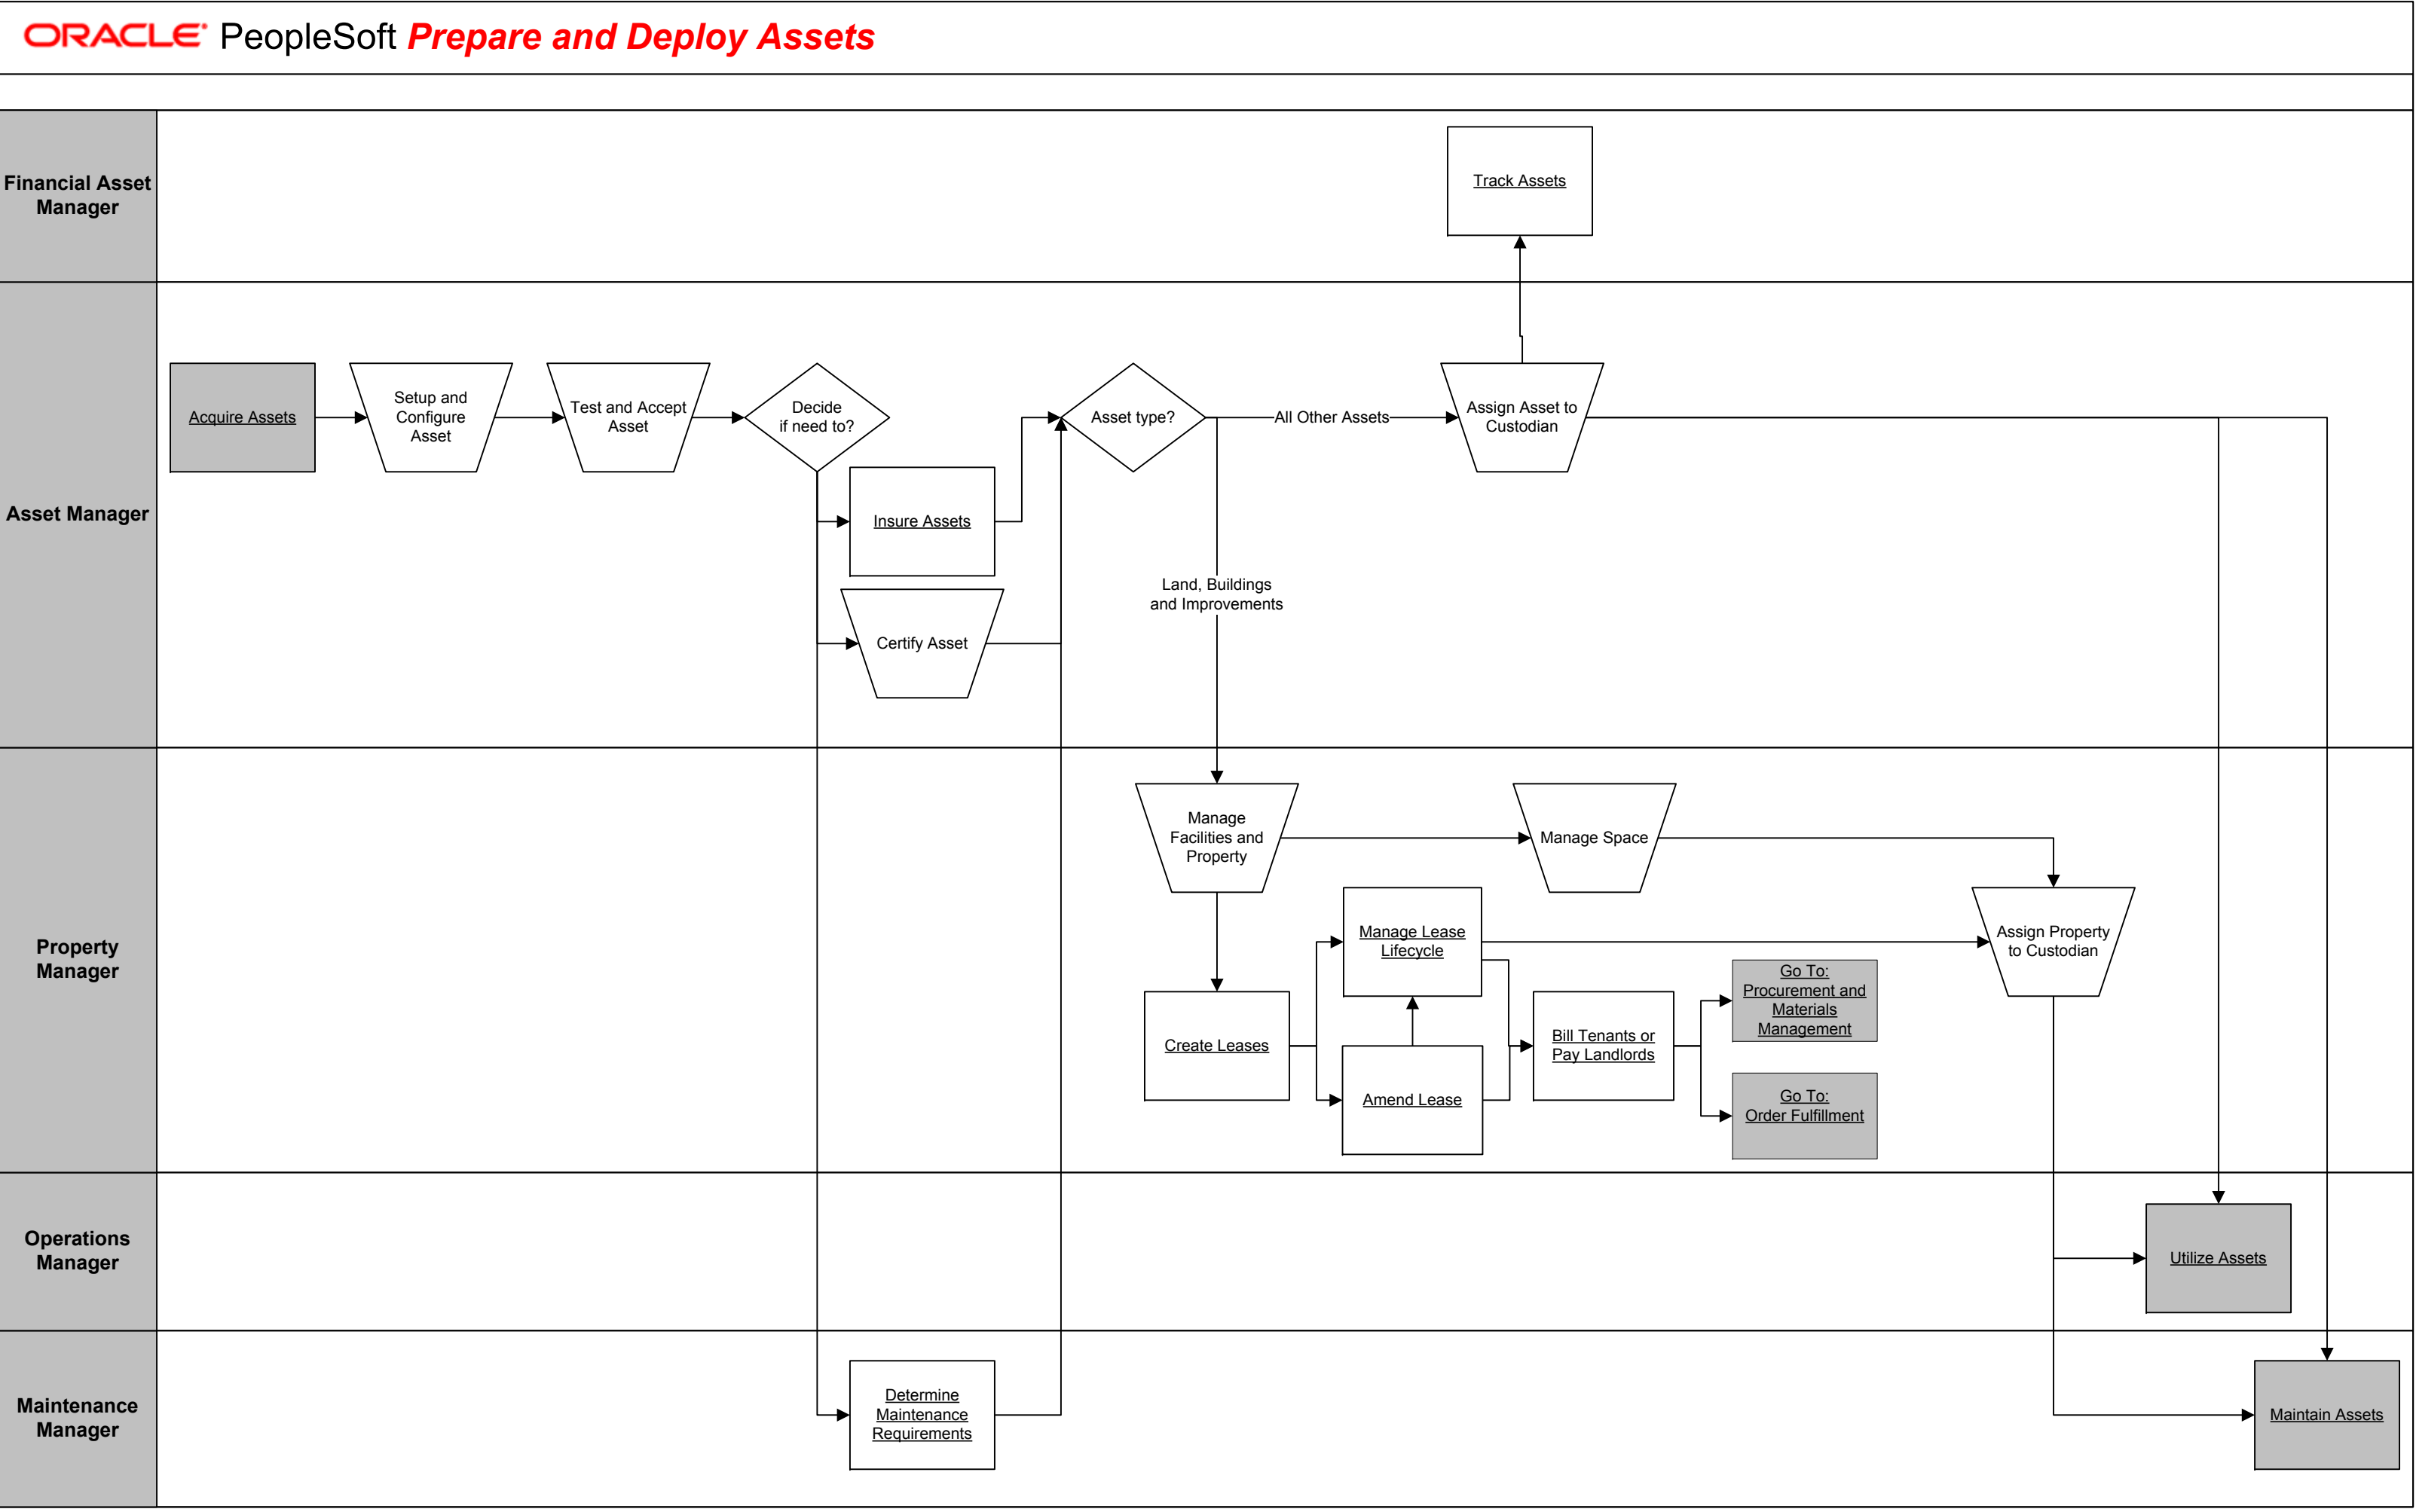 ORACLE PeopleSoft Prepare and Deploy Assets
Financial Asset
Manager
Track Assets
Asset Manager
Acquire Assets
Setup and
Configure
Asset
Test and Accept
Asset
Decide
if need to?
Insure Assets
Certify Asset
Asset type?
All Other Assets
Land, Buildings
and Improvements
Assign Asset to
Custodian
Property
Manager
Manage
Facilities and
Property
Manage Space
Create Leases
Manage Lease
Lifecycle
Amend Lease
Bill Tenants or
Pay Landlords
Go To:
Procurement and
Materials
Management
Go To:
Order Fulfillment
Assign Property
to Custodian
Operations
Manager
Utilize Assets
Maintenance
Manager
Determine
Maintenance
Requirements
Maintain Assets